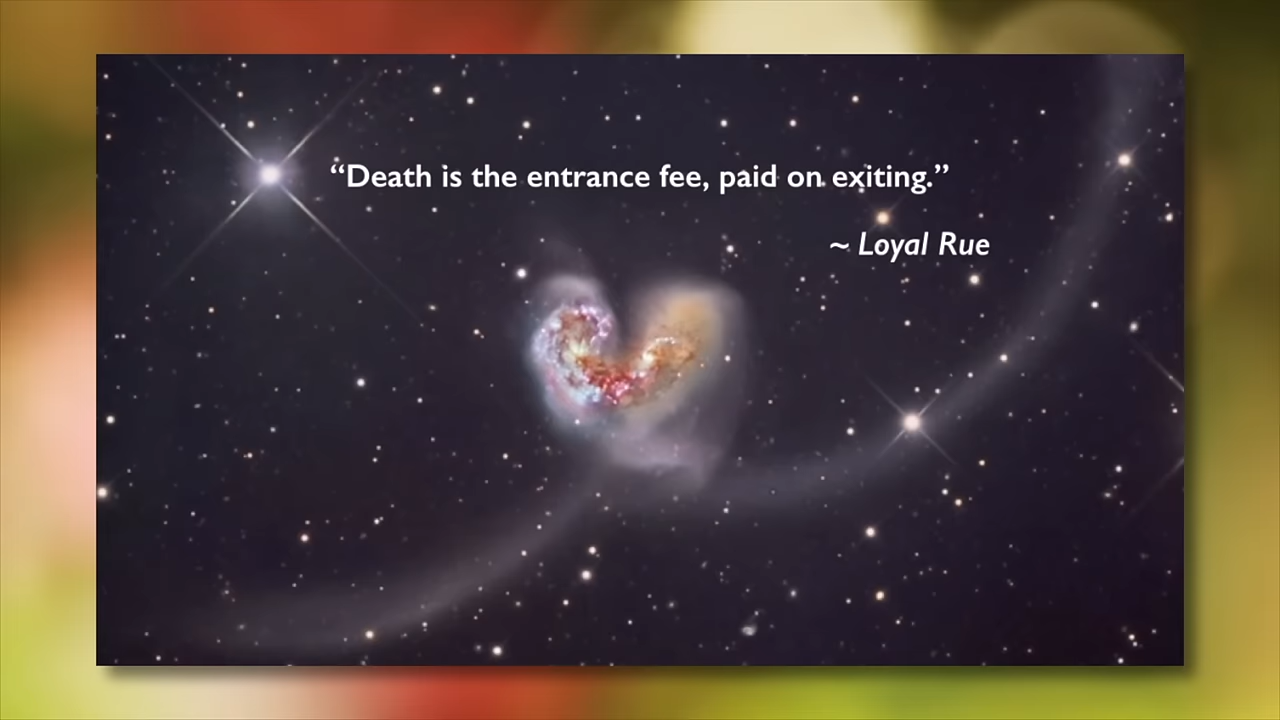 “Death is the entrance fee, paid on exiting.”
~ Loyal Rue